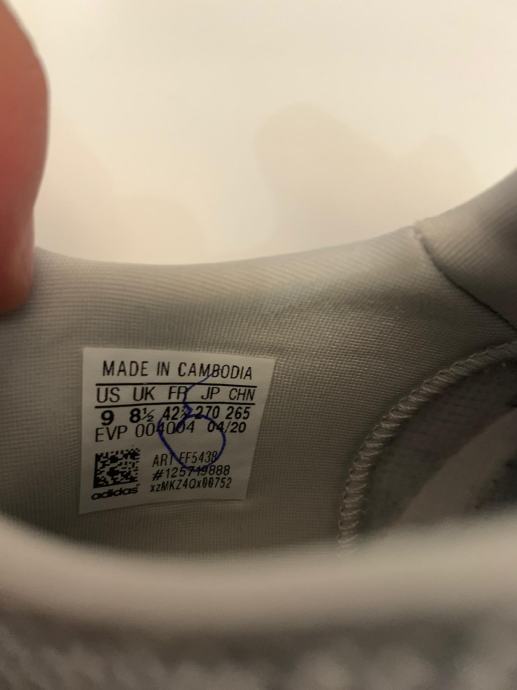 MADE IN CAMBODIA
US UK FR JP CHN
9 8½ 42⅔ 270 265
EVP 004004 04/20
ART EF5438
#125719888
xzMKZ4Qx00752
adidas